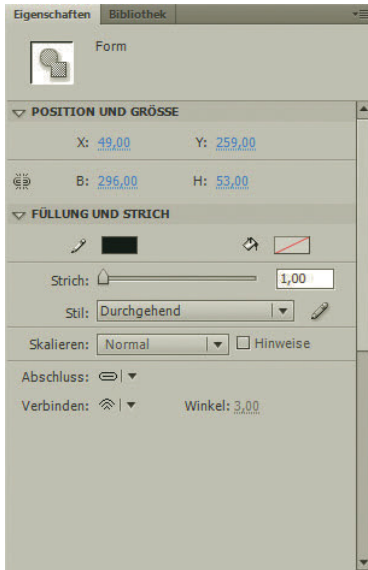 Eigenschaften Bibliothek
Form
POSITION UND GRÖSSE
X: 49,00 Y: 259,00
B: 296,00 H: 53,00
FÜLLUNG UND STRICH
Strich: 1,00
Stil: Durchgehend
Skalieren: Normal Hinweise
Abschluss:
Verbinden: Winkel: 3,00